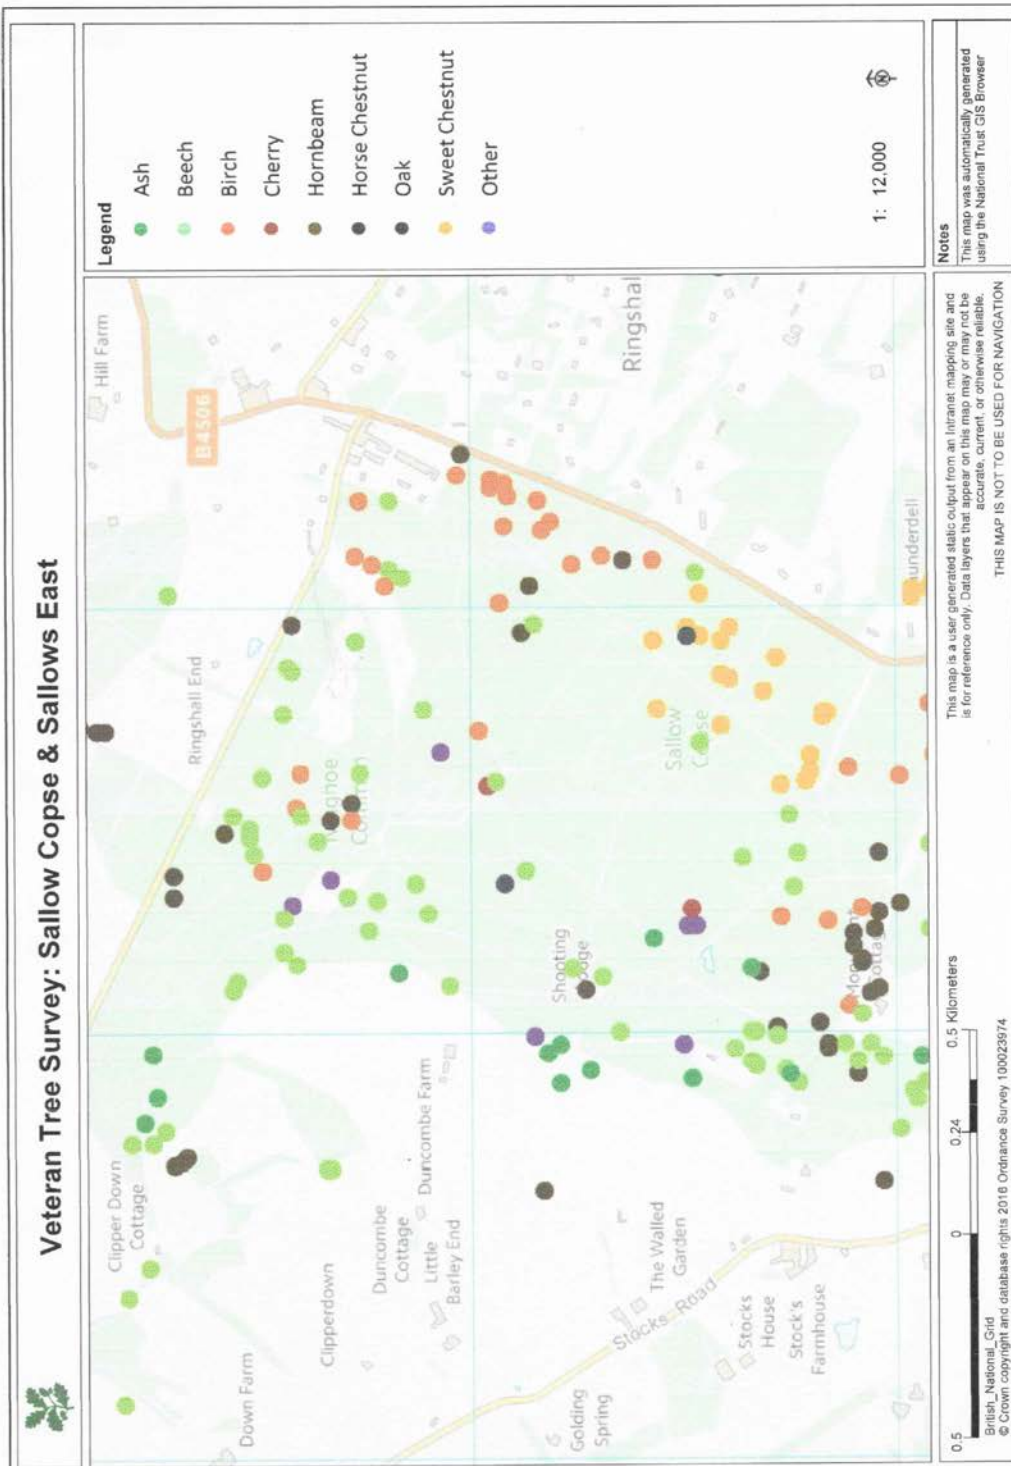 Veteran Tree Survey: Sallow Copse & Sallows East
Clipper Down
Cottage
Down Farm
Clipperdown
Duncombe
Cottage
Little
Barley End
Duncombe Farm
Golding
Spring
Stocks Road
The Walled
Garden
Stocks
House
Stock's
Farmhouse
Shooting
Ringshall End
Hill Farm
B4506
Ringshal
Sallow
Legend
Ash
Beech
Birch
Cherry
Hornbeam
Horse Chestnut
Oak
Sweet Chestnut
Other
1: 12,000
N
0.5
0
0.24
0.5 Kilometers
British_National_Grid
© Crown copyright and database rights 2016 Ordnance Survey 100023974
This map is a user generated static output from an Intranet mapping site and
is for reference only. Data layers that appear on this map may or may not be
accurate, current, or otherwise reliable.
THIS MAP IS NOT TO BE USED FOR NAVIGATION
Notes
This map was automatically generated
using the National Trust GIS Browser